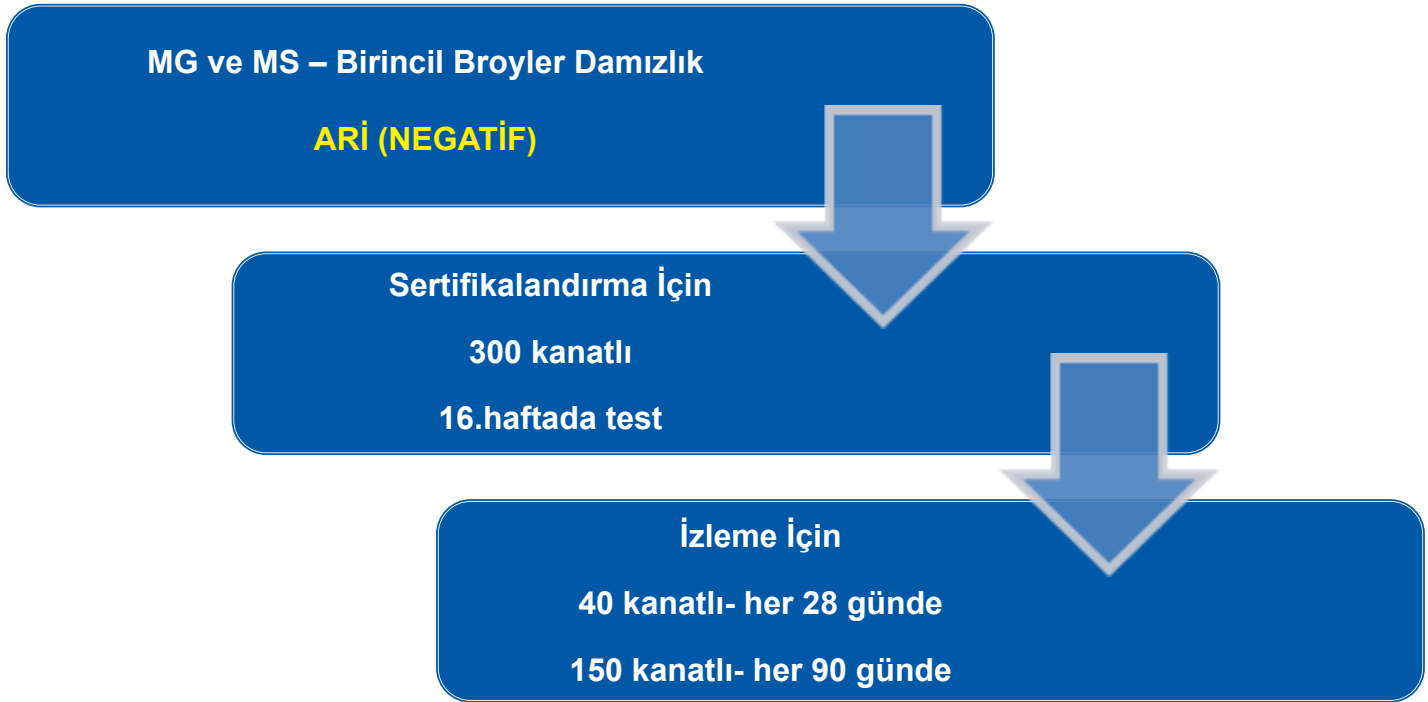 MG ve MS – Birincil Broyler Damızlık
ARİ (NEGATİF)
Sertifikalandırma İçin
300 kanatlı
16.haftada test
İzleme İçin
40 kanatlı- her 28 günde
150 kanatlı- her 90 günde